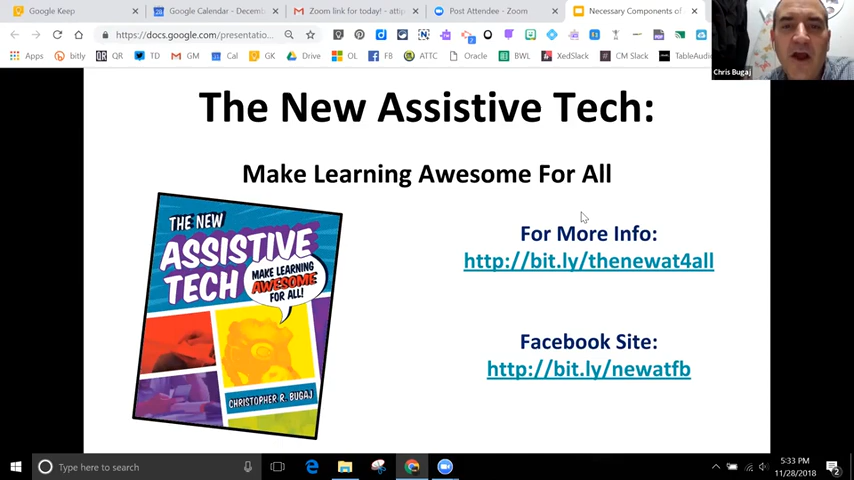 Google Keep
Google Calendar - Decemb
Zoom link for today! - attip
Post Attendee - Zoom
Necessary Components of
https://docs.google.com/presentatio...
Apps
bitly
QR
TD
GM
Cal
GK
Drive
OL
FB
ATTC
Oracle
BWL
XedSlack
CM Slack
TableAudio
Chris Bugaj
The New Assistive Tech:
Make Learning Awesome For All
THE NEW
ASSISTIVE
TECH
MAKE LEARNING
AWESOME
FOR ALL!
CHRISTOPHER R. BUGAJ
For More Info:
http://bit.ly/thenewat4all
Facebook Site:
http://bit.ly/newatfb
Type here to search
5:33 PM
11/28/2018
2